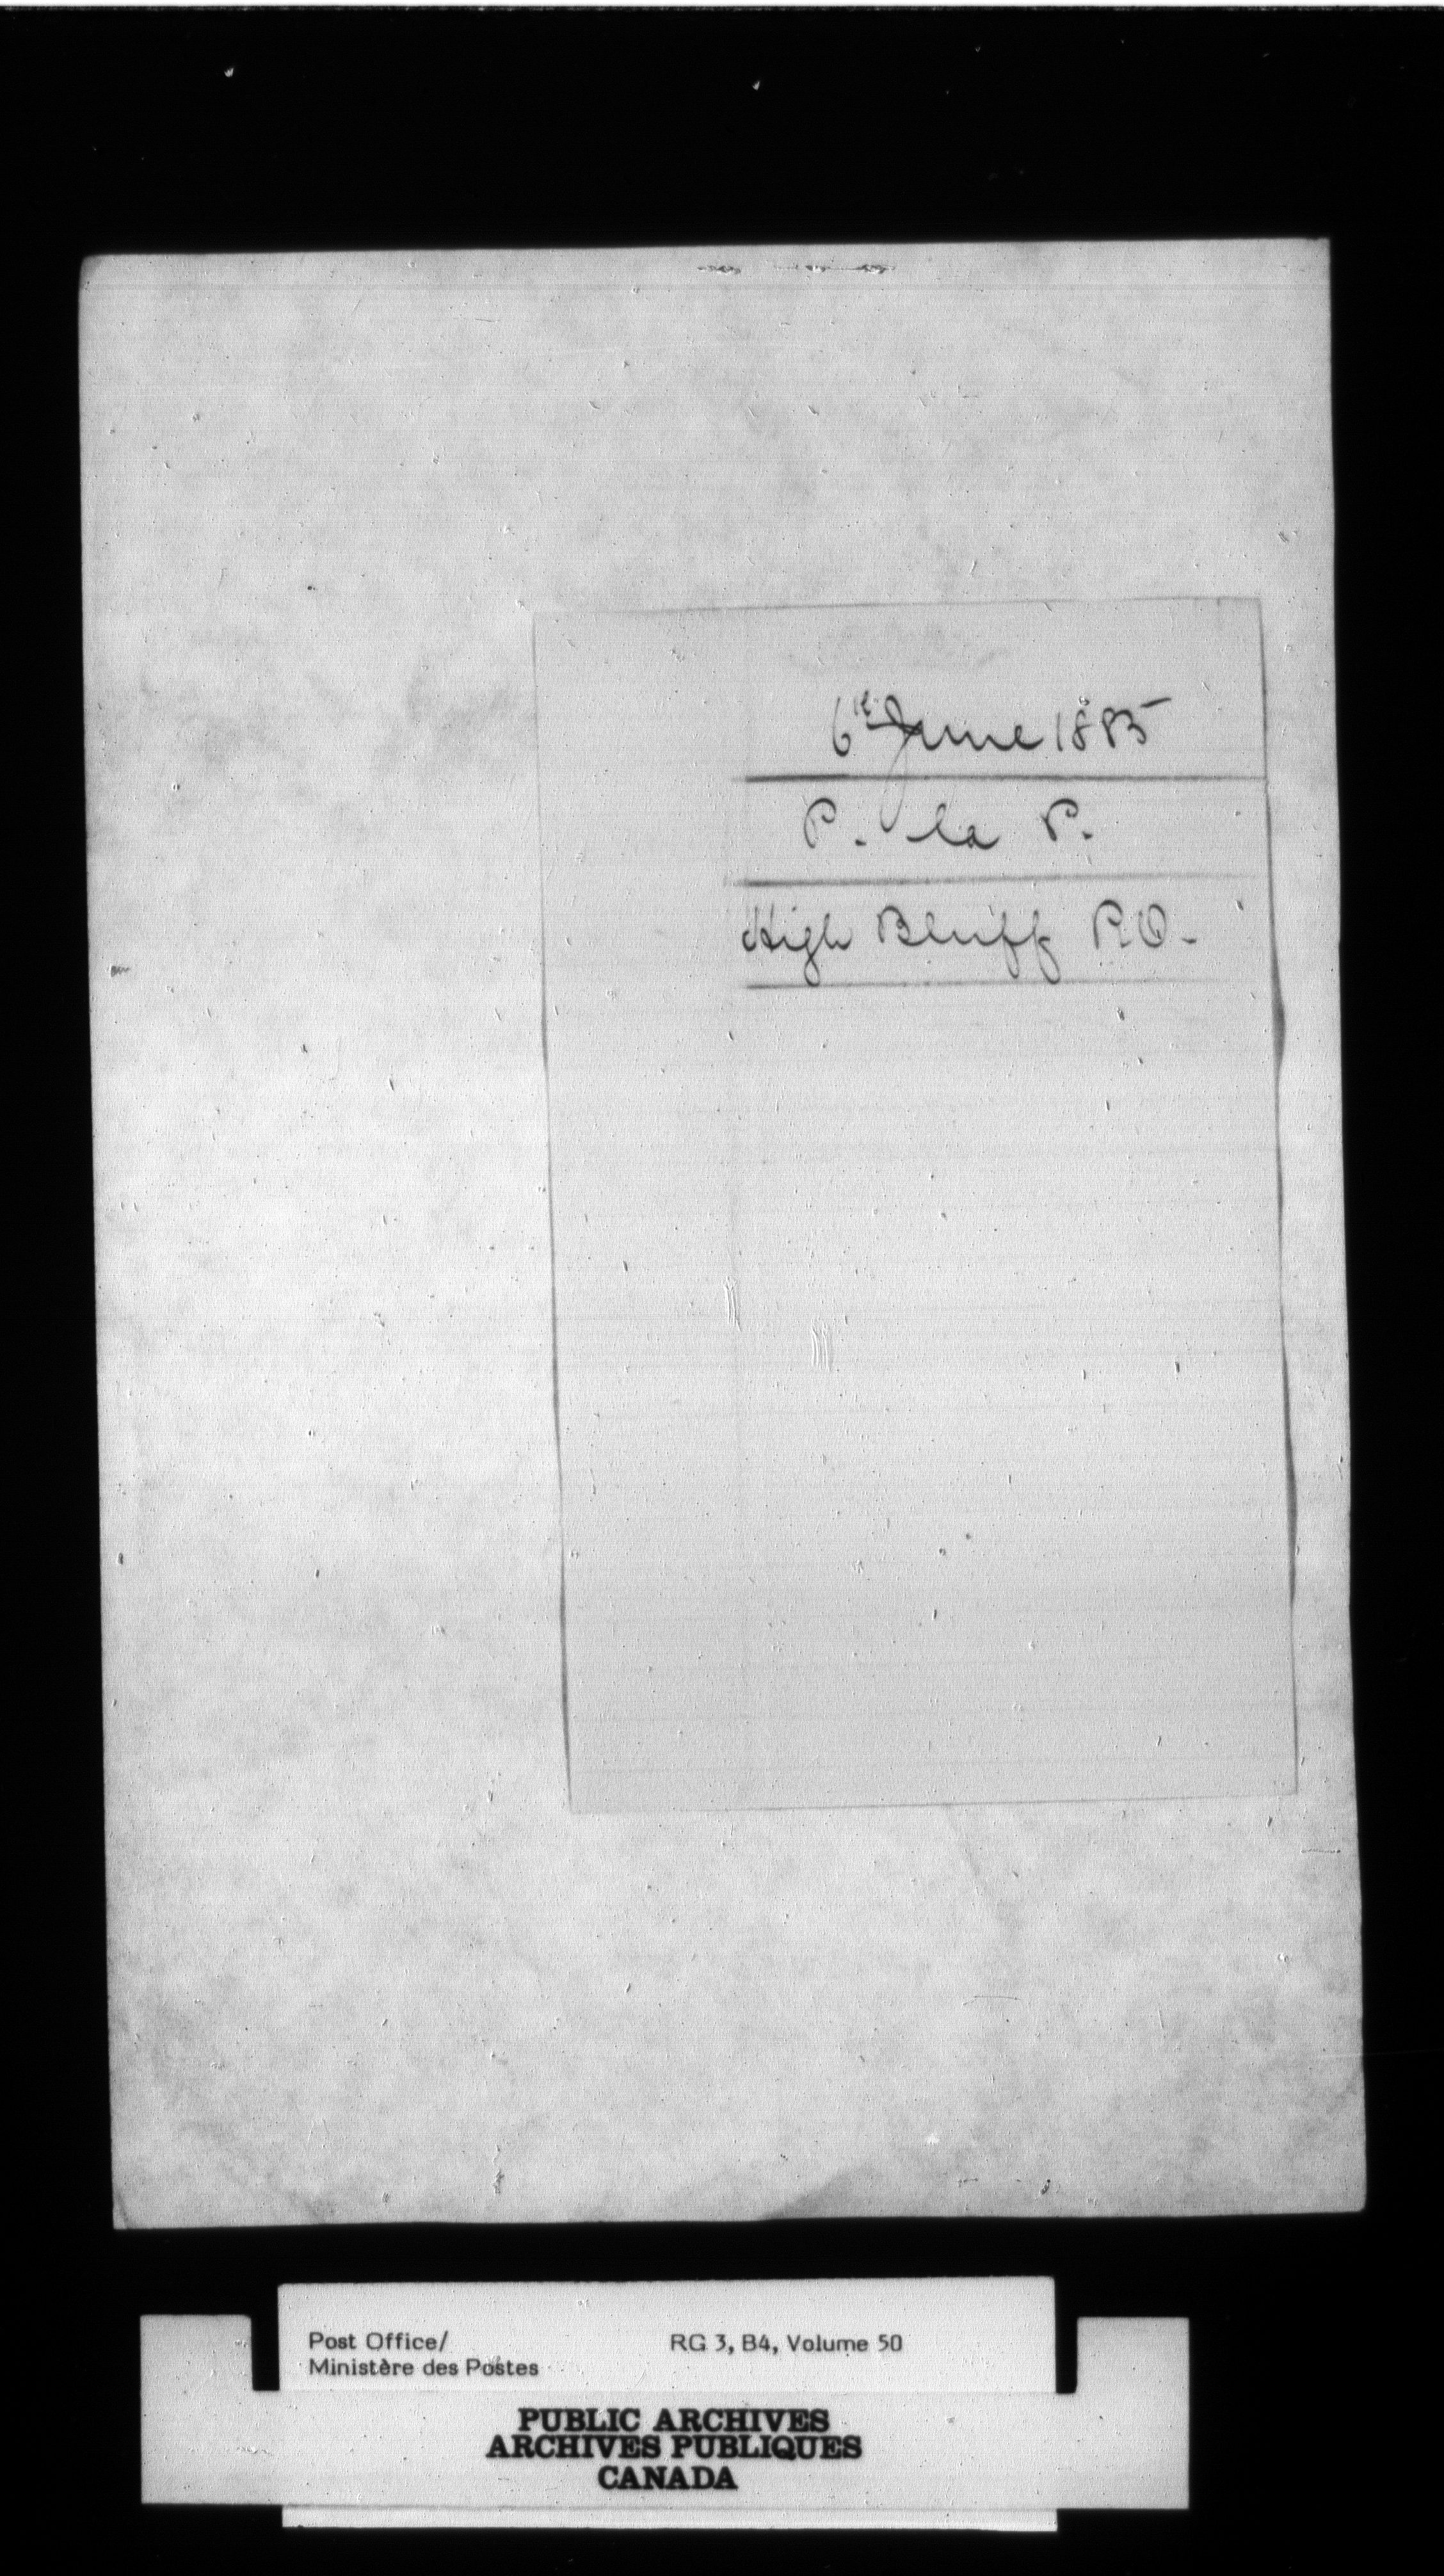 6th June 1885
P. la P.
High Bluff P.O.
Post Office/
Ministère des Postes
RG 3, B4, Volume 50
PUBLIC ARCHIVES
ARCHIVES PUBLIQUES
CANADA